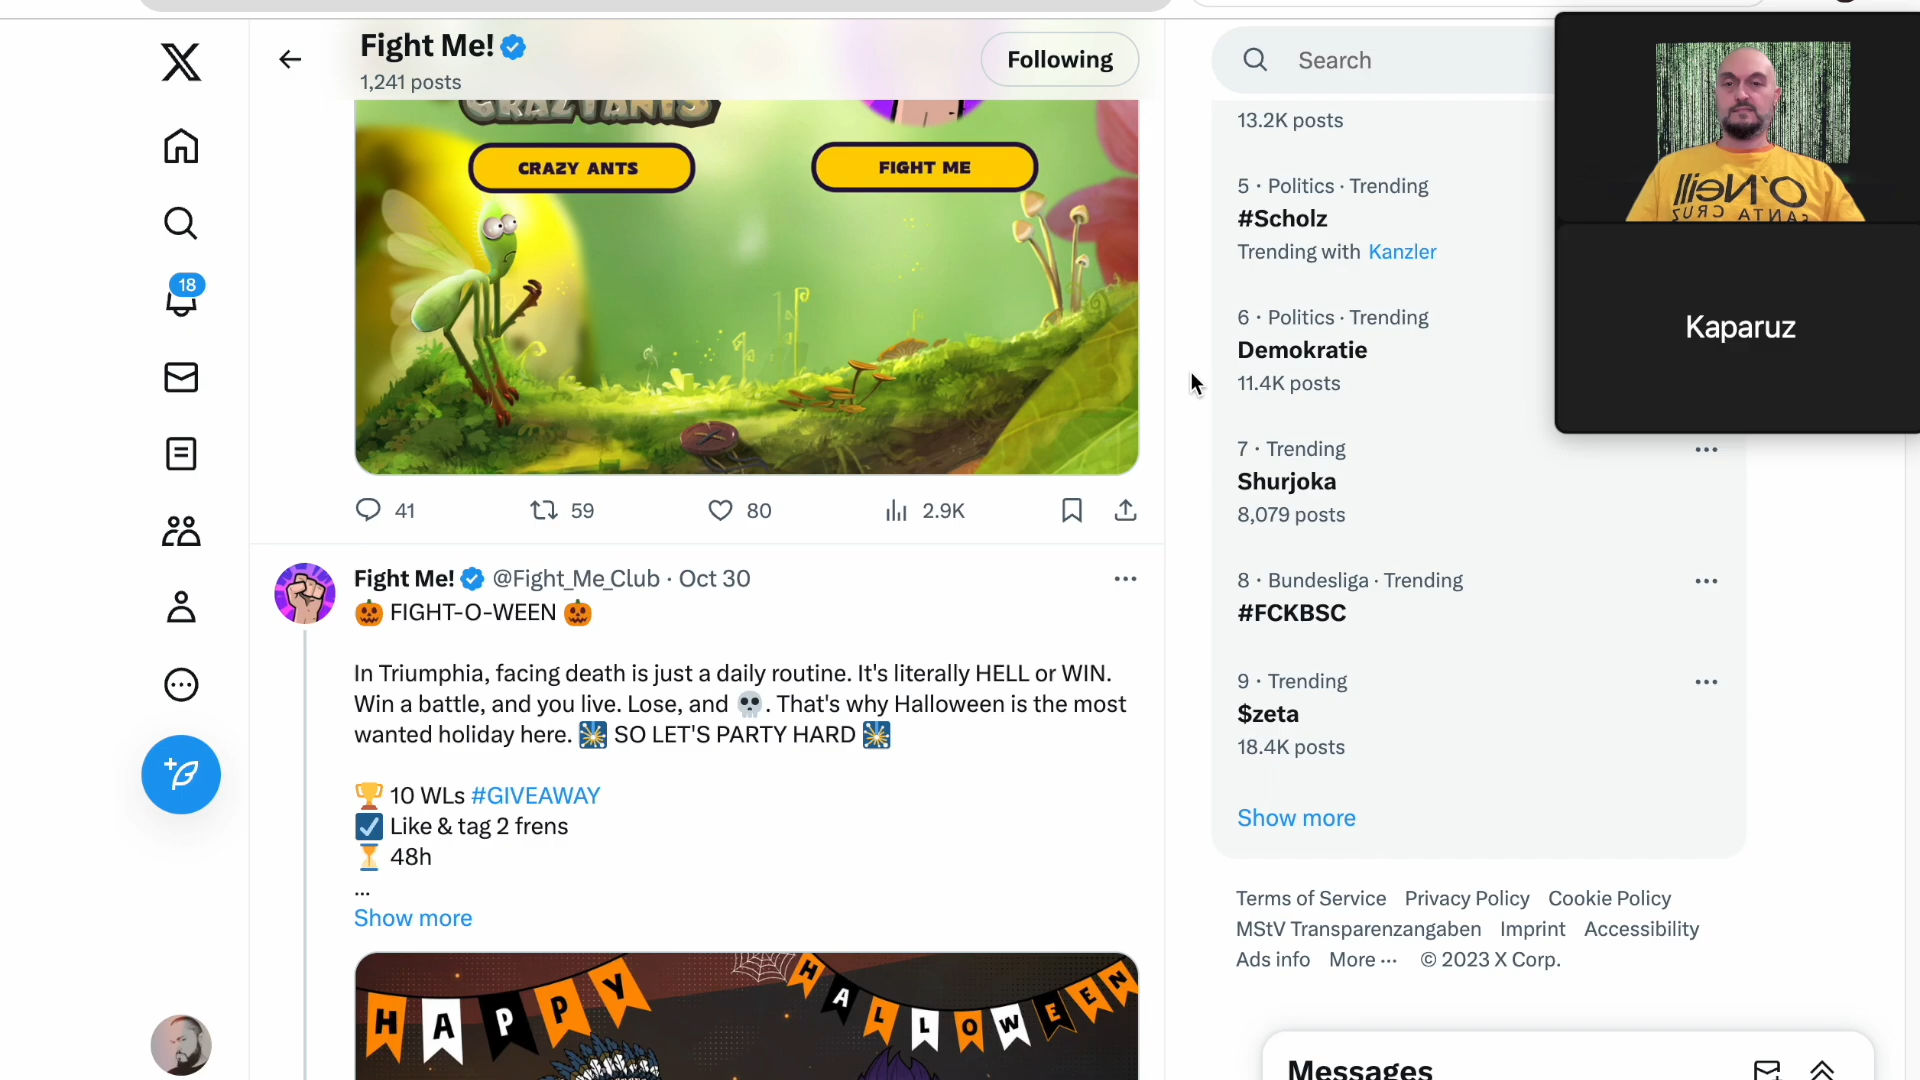 Fight Me!
1,241 posts
Following
Search
CRAZY ANTS
CRAZY ANTS
FIGHT ME
41
59
80
2.9K
Fight Me! @Fight_Me_Club · Oct 30
🎃 FIGHT-O-WEEN 🎃
In Triumphia, facing death is just a daily routine. It's literally HELL or WIN.
Win a battle, and you live. Lose, and 💀. That's why Halloween is the most
wanted holiday here. 🎇 SO LET'S PARTY HARD 🎇
🏆 10 WLs #GIVEAWAY
☑️ Like & tag 2 frens
⏳ 48h
...
Show more
HAPPY
HALLOWEEN
18
13.2K posts
5 · Politics · Trending
#Scholz
Trending with Kanzler
6 · Politics · Trending
Demokratie
11.4K posts
7 · Trending
Shurjoka
8,079 posts
8 · Bundesliga · Trending
#FCKBSC
9 · Trending
$zeta
18.4K posts
Show more
Terms of Service Privacy Policy Cookie Policy
MStV Transparenzangaben Imprint Accessibility
Ads info More ··· © 2023 X Corp.
Messages
O'Neill
SANTA CRUZ
Kaparuz